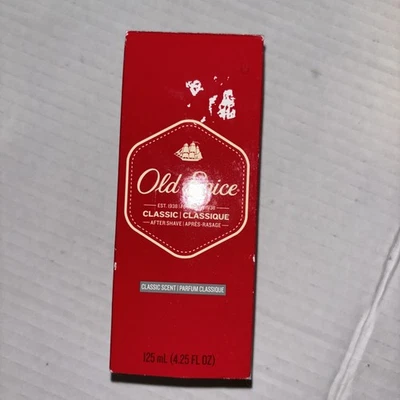 Old Spice
EST. 1938 | 1938
CLASSIC | CLASSIQUE
AFTER SHAVE | APRÈS-RASAGE
CLASSIC SCENT | PARFUM CLASSIQUE
125 mL (4.25 FL OZ)